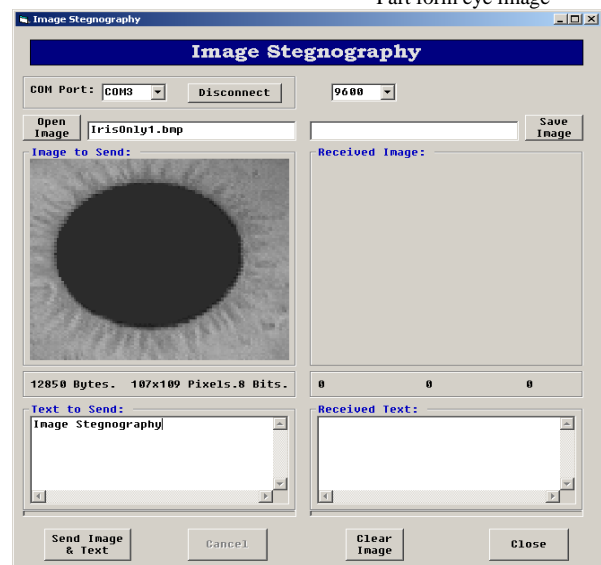 Part form eye image
Image Stegnography
Image Stegnography
COM Port: COM3 Disconnect 9600
Open Image IrisOnly1.bmp Save Image
Image to Send: Received Image:
12850 Bytes. 107x109 Pixels.8 Bits. 0 0 0
Text to Send: Received Text:
Image Stegnography
Send Image & Text Cancel Clear Image Close